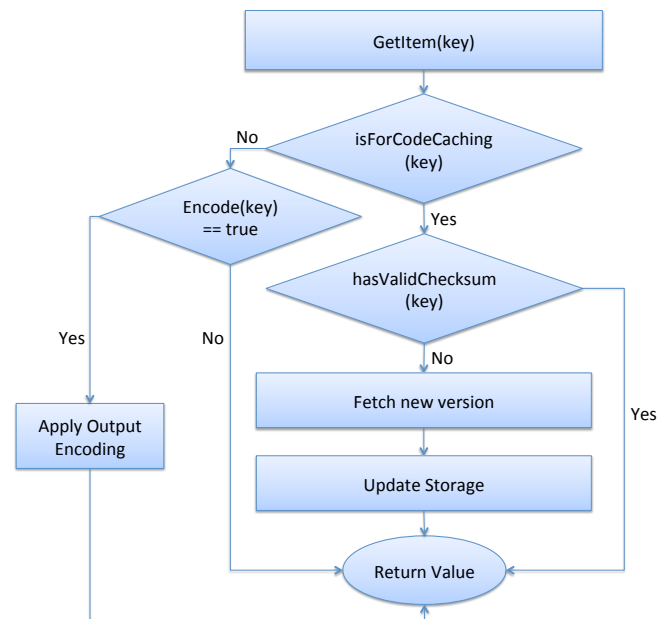 GetItem(key)
isForCodeCaching
(key)
No
Encode(key)
== true
Yes
hasValidChecksum
(key)
Yes
No
No
Fetch new version
Yes
Apply Output
Encoding
Update Storage
Return Value